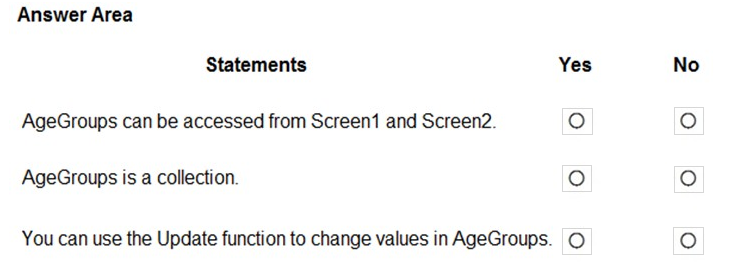 Answer Area
Statements Yes No
AgeGroups can be accessed from Screen1 and Screen2.
AgeGroups is a collection.
You can use the Update function to change values in AgeGroups.